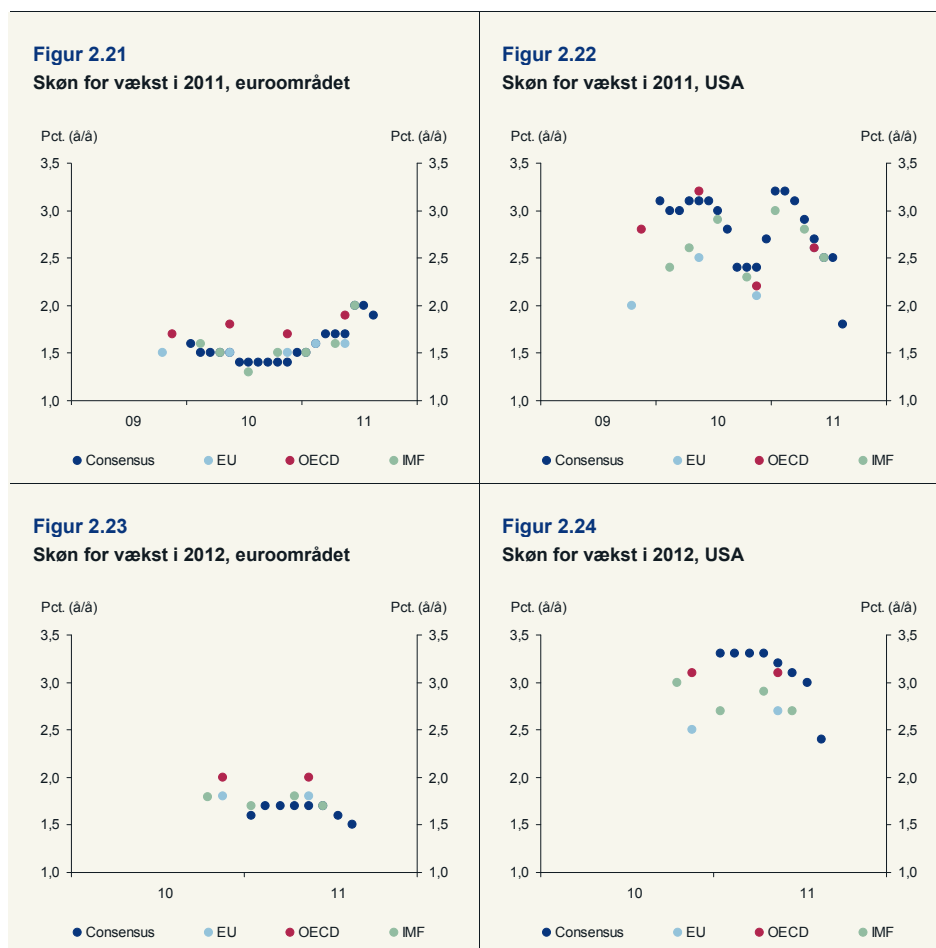 Figur 2.21
Skøn for vækst i 2011, euroområdet
Pct. (å/å) Pct. (å/å)
3,5 3,5
3,0 3,0
2,5 2,5
2,0 2,0
1,5 1,5
1,0 1,0
09 10 11
Consensus EU OECD IMF
Figur 2.22
Skøn for vækst i 2011, USA
Pct. (å/å) Pct. (å/å)
3,5 3,5
3,0 3,0
2,5 2,5
2,0 2,0
1,5 1,5
1,0 1,0
09 10 11
Consensus EU OECD IMF
Figur 2.23
Skøn for vækst i 2012, euroområdet
Pct. (å/å) Pct. (å/å)
3,5 3,5
3,0 3,0
2,5 2,5
2,0 2,0
1,5 1,5
1,0 1,0
10 11
Consensus EU OECD IMF
Figur 2.24
Skøn for vækst i 2012, USA
Pct. (å/å) Pct. (å/å)
3,5 3,5
3,0 3,0
2,5 2,5
2,0 2,0
1,5 1,5
1,0 1,0
10 11
Consensus EU OECD IMF